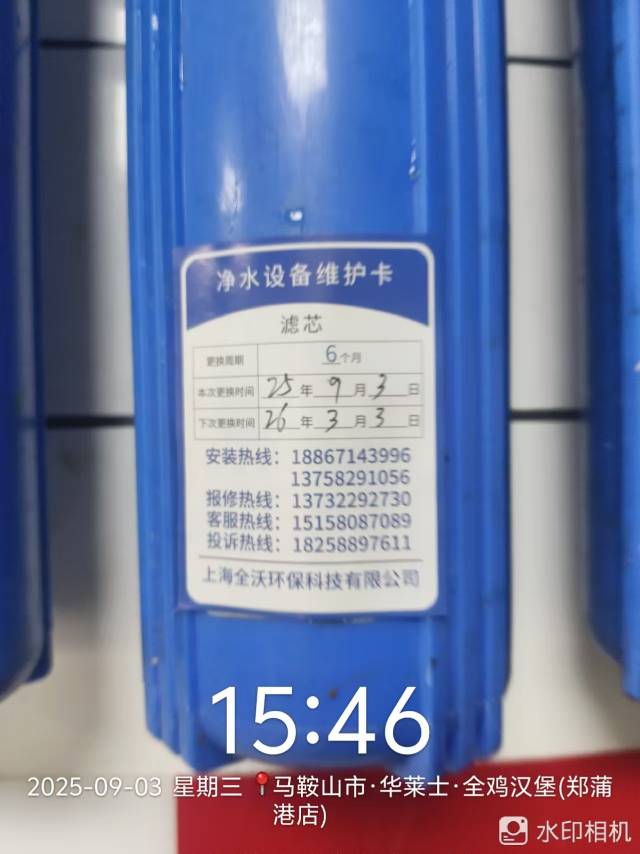 净水设备维护卡
滤芯
更换周期 6个月
本次更换时间 25年9月3日
下次更换时间 26年3月3日
安装热线：18867143996
13758291056
报修热线：13732292730
客服热线：15158087089
投诉热线：18258897611
上海全沃环保科技有限公司
15:46
2025-09-03 星期三 📍马鞍山市·华莱士·全鸡汉堡(郑蒲
港店)
水印相机